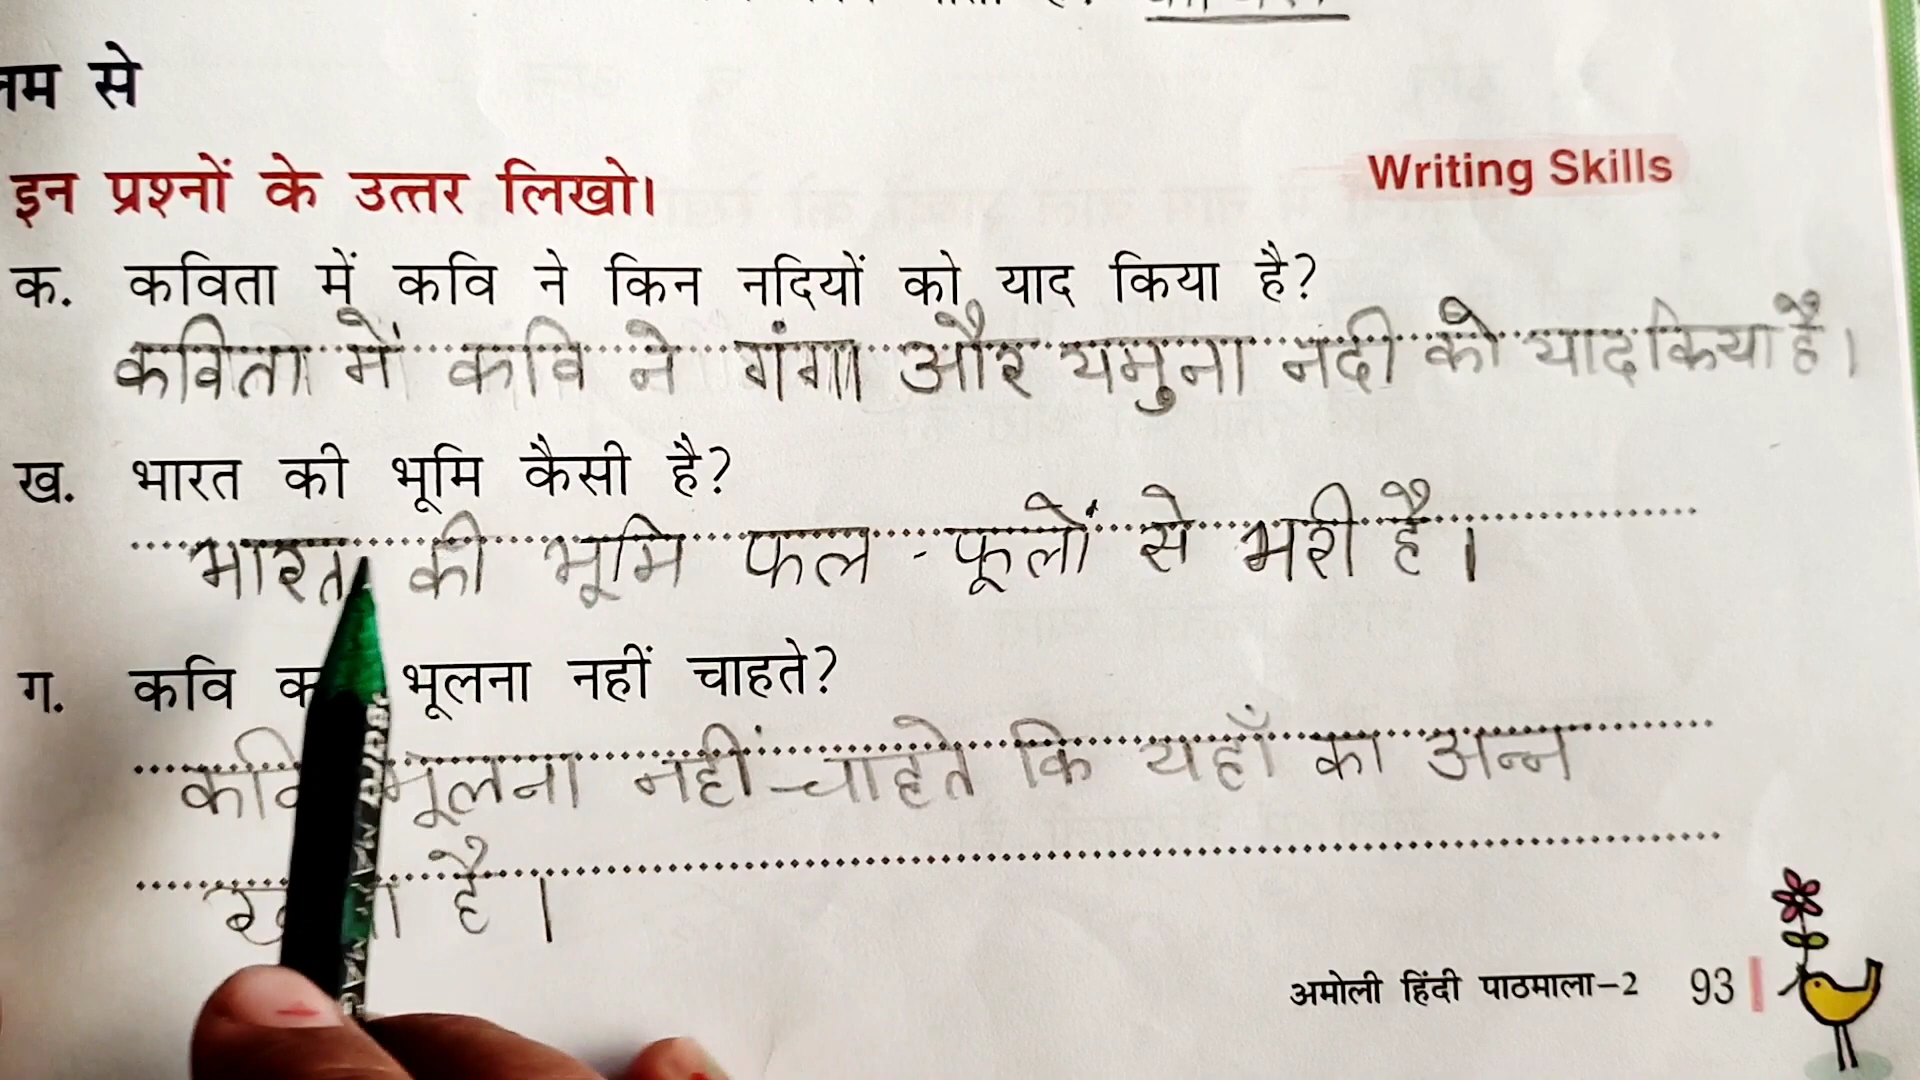 से
इन प्रश्नों के उत्तर लिखो।
Writing Skills
क. कविता में कवि ने किन नदियों को याद किया है?
कविता में कवि ने गंगा और यमुना नदी को याद किया है।
ख. भारत की भूमि कैसी है?
भारत की भूमि फल - फूलों से भरी है।
ग. कवि भूलना नहीं चाहते?
कवि भूलना नहीं चाहते कि यहाँ का अन्न
है।
अमोली हिंदी पाठमाला-2 93